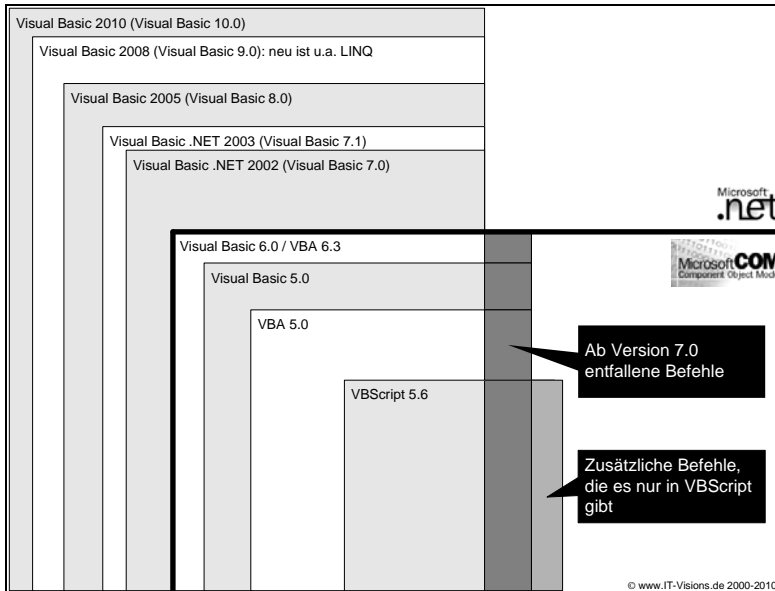 Visual Basic 2010 (Visual Basic 10.0)
Visual Basic 2008 (Visual Basic 9.0): neu ist u.a. LINQ
Visual Basic 2005 (Visual Basic 8.0)
Visual Basic .NET 2003 (Visual Basic 7.1)
Visual Basic .NET 2002 (Visual Basic 7.0)
Microsoft
.net
Visual Basic 6.0 / VBA 6.3
Microsoft COM
Component Object Mode
Visual Basic 5.0
VBA 5.0
Ab Version 7.0
entfallene Befehle
VBScript 5.6
Zusätzliche Befehle,
die es nur in VBScript
gibt
© www.IT-Visions.de 2000-2010